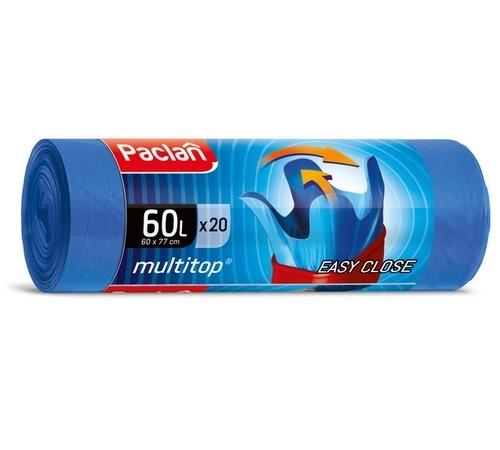 Paclan
60L x20
60 x 77 cm
multitop®
EASY CLOSE